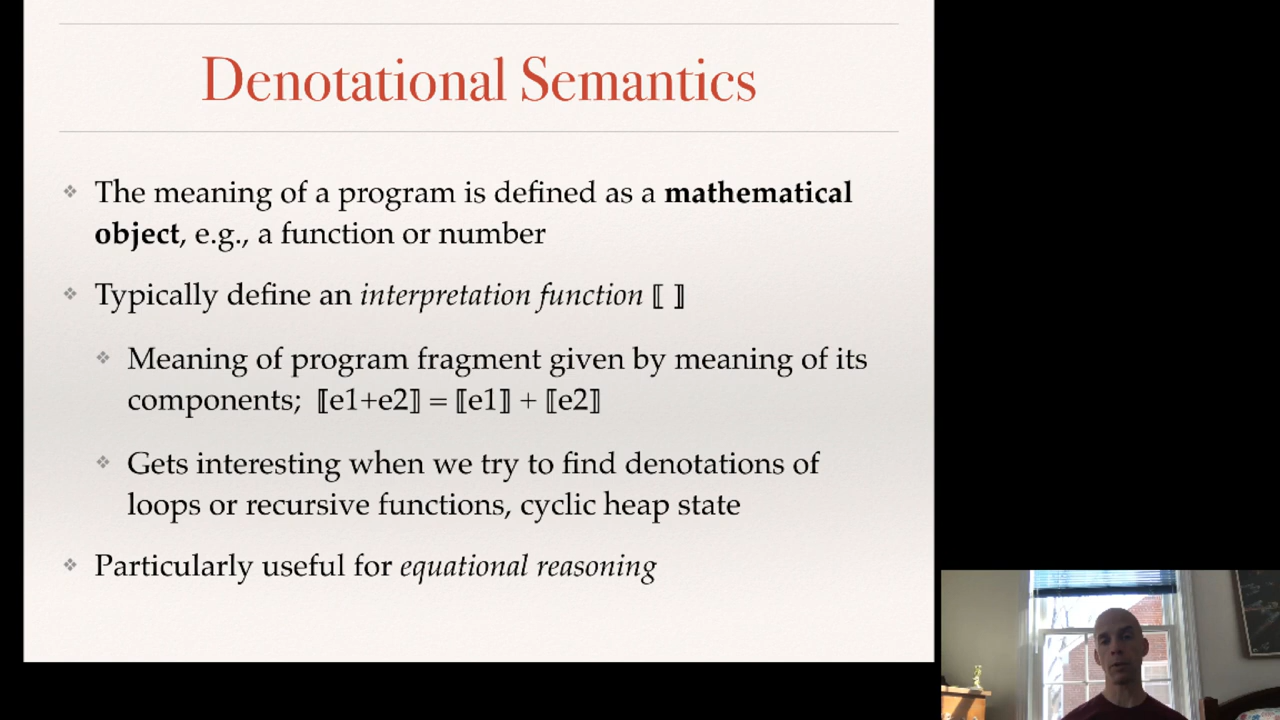 Denotational Semantics
❖ The meaning of a program is defined as a mathematical
object, e.g., a function or number
❖ Typically define an interpretation function ⟦ ⟧
❖ Meaning of program fragment given by meaning of its
components; ⟦e1+e2⟧ = ⟦e1⟧ + ⟦e2⟧
❖ Gets interesting when we try to find denotations of
loops or recursive functions, cyclic heap state
❖ Particularly useful for equational reasoning